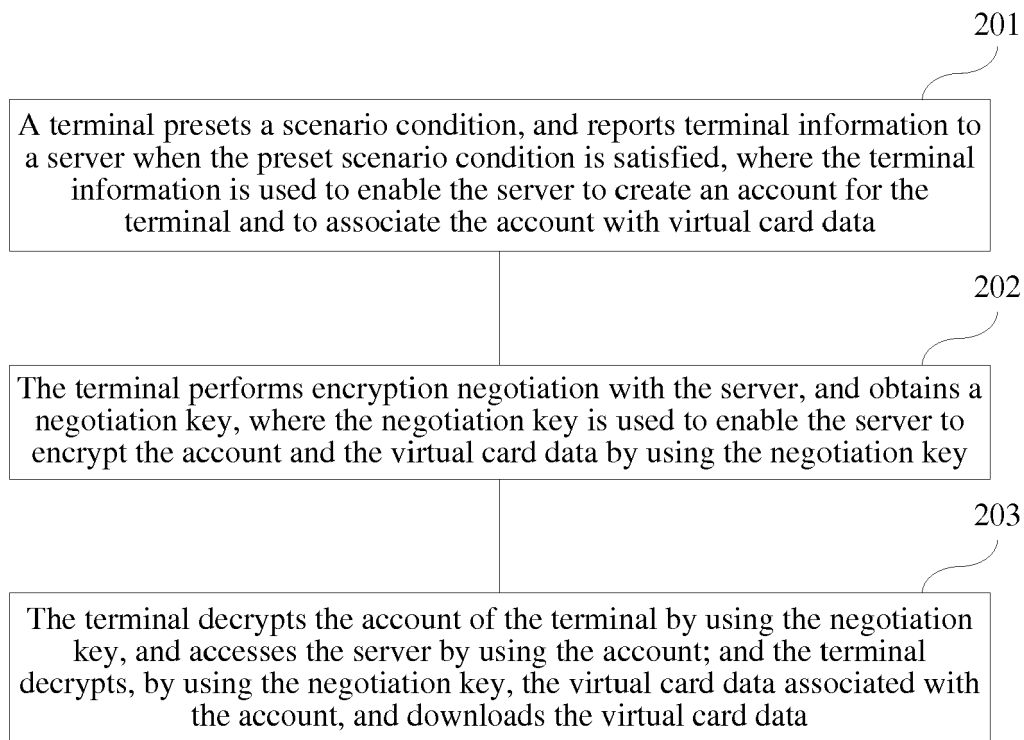 201
A terminal presets a scenario condition, and reports terminal information to
a server when the preset scenario condition is satisfied, where the terminal
information is used to enable the server to create an account for the
terminal and to associate the account with virtual card data
202
The terminal performs encryption negotiation with the server, and obtains a
negotiation key, where the negotiation key is used to enable the server to
encrypt the account and the virtual card data by using the negotiation key
203
The terminal decrypts the account of the terminal by using the negotiation
key, and accesses the server by using the account; and the terminal
decrypts, by using the negotiation key, the virtual card data associated with
the account, and downloads the virtual card data